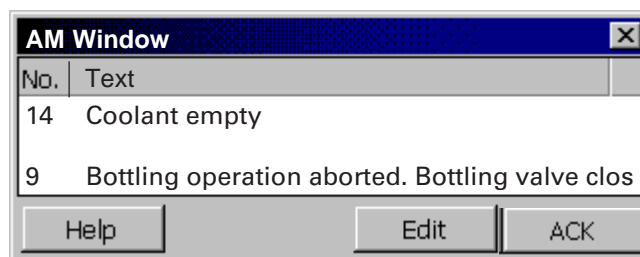 AM Window
No. Text
14 Coolant empty
9 Bottling operation aborted. Bottling valve clos
Help Edit ACK